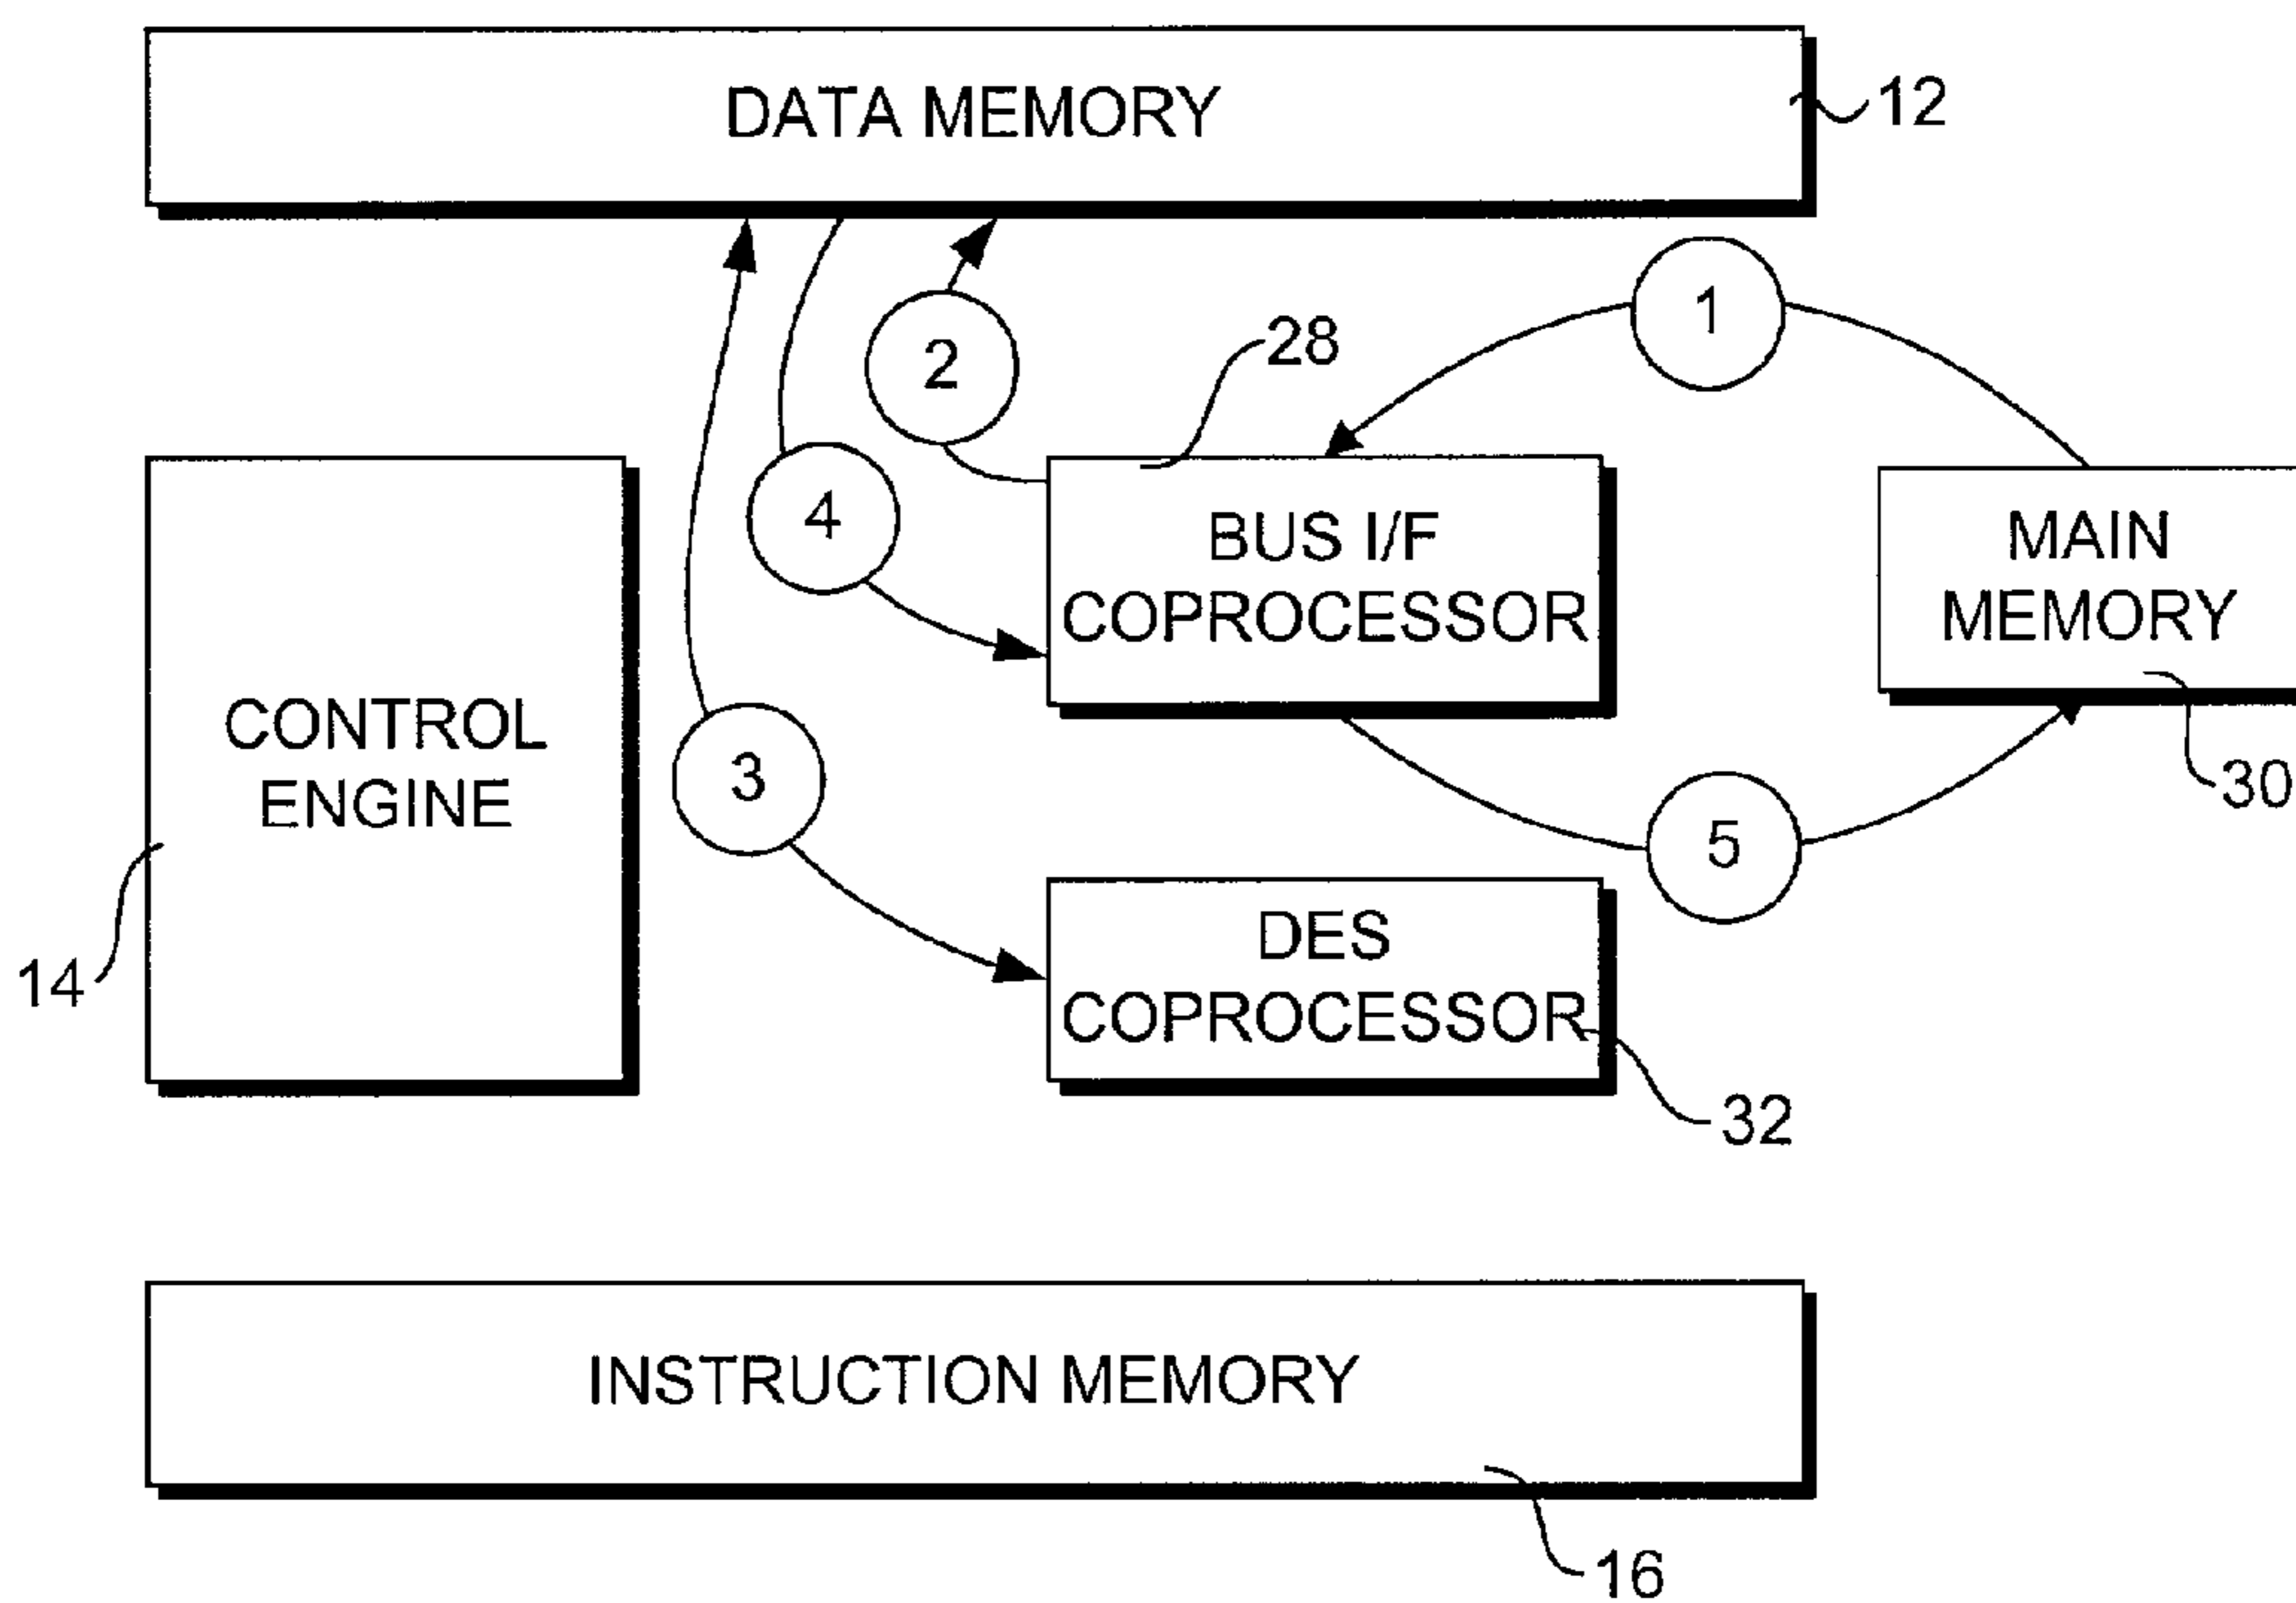 DATA MEMORY
12
1
2
28
4
BUS I/F
COPROCESSOR
MAIN
MEMORY
30
CONTROL
ENGINE
14
3
5
DES
COPROCESSOR
32
INSTRUCTION MEMORY
16